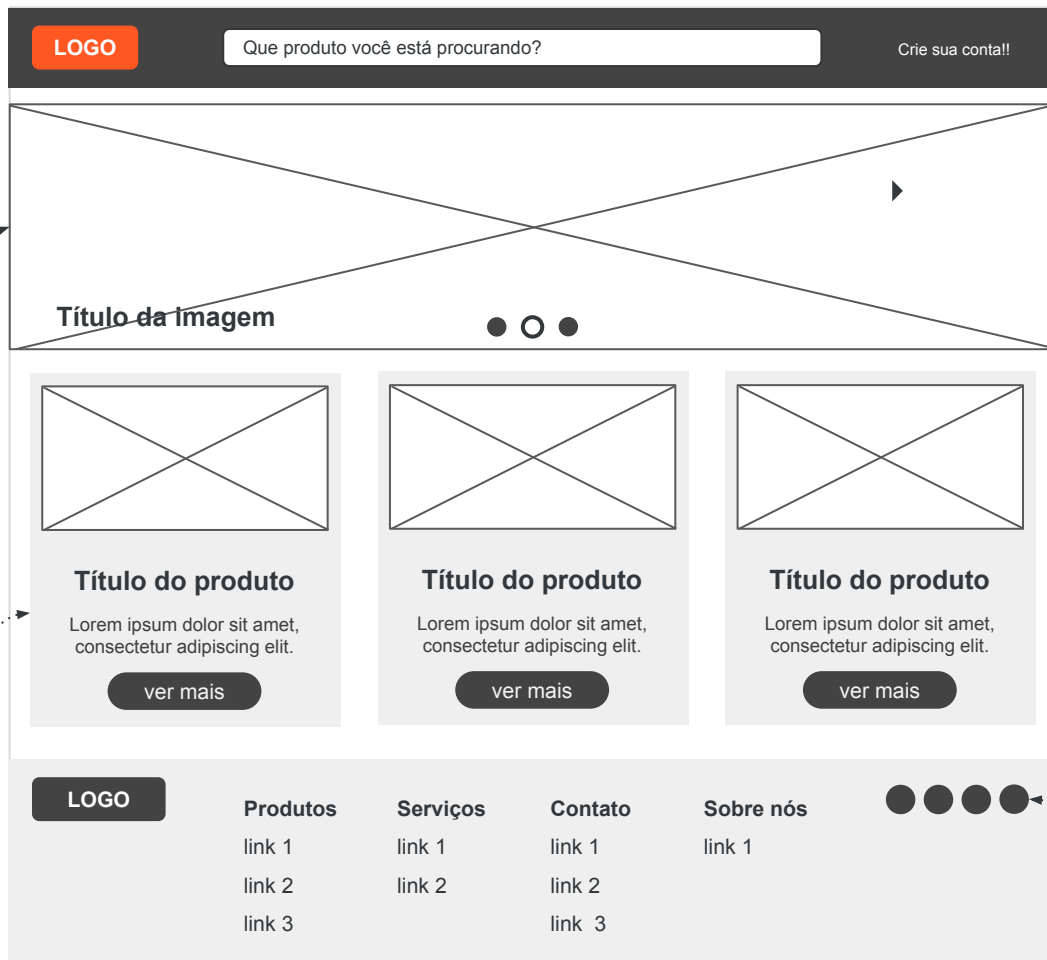 LOGO
Que produto você está procurando?
Crie sua conta!!
Título da imagem
Título do produto
Lorem ipsum dolor sit amet,
consectetur adipiscing elit.
ver mais
Título do produto
Lorem ipsum dolor sit amet,
consectetur adipiscing elit.
ver mais
Título do produto
Lorem ipsum dolor sit amet,
consectetur adipiscing elit.
ver mais
LOGO
Produtos
link 1
link 2
link 3
Serviços
link 1
link 2
Contato
link 1
link 2
link  3
Sobre nós
link 1